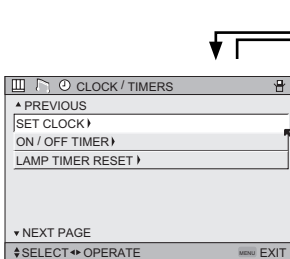 CLOCK / TIMERS
PREVIOUS
SET CLOCK
ON / OFF TIMER
LAMP TIMER RESET
NEXT PAGE
SELECT OPERATE MENU EXIT